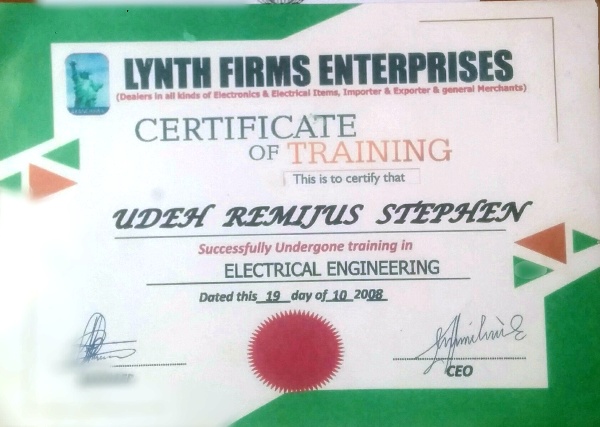 LYNTH FIRMS ENTERPRISES
(Dealers in all kinds of Electronics & Electrical Items, Importer & Exporter & general Merchants)
CERTIFICATE
OF TRAINING
This is to certify that
UDEH REMIJUS STEPHEN
Successfully Undergone training in
ELECTRICAL ENGINEERING
Dated this 19 day of 10 2008
CEO